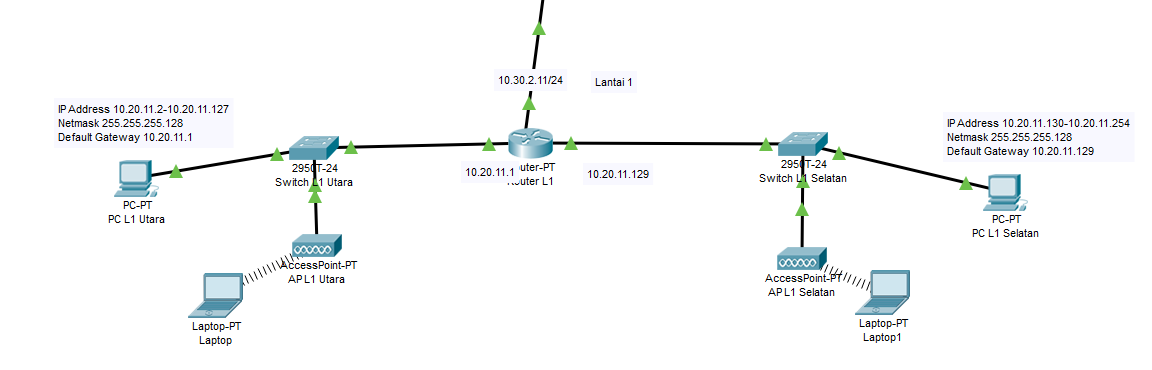 10.30.2.11/24
Lantai 1
IP Address 10.20.11.2-10.20.11.127
Netmask 255.255.255.128
Default Gateway 10.20.11.1
IP Address 10.20.11.130-10.20.11.254
Netmask 255.255.255.128
Default Gateway 10.20.11.129
2950T-24
Switch L1 Utara
10.20.11.1
uter-PT
Router L1
10.20.11.129
2950T-24
Switch L1 Selatan
PC-PT
PC L1 Utara
PC-PT
PC L1 Selatan
AccessPoint-PT
AP L1 Utara
AccessPoint-PT
AP L1 Selatan
Laptop-PT
Laptop
Laptop-PT
Laptop1